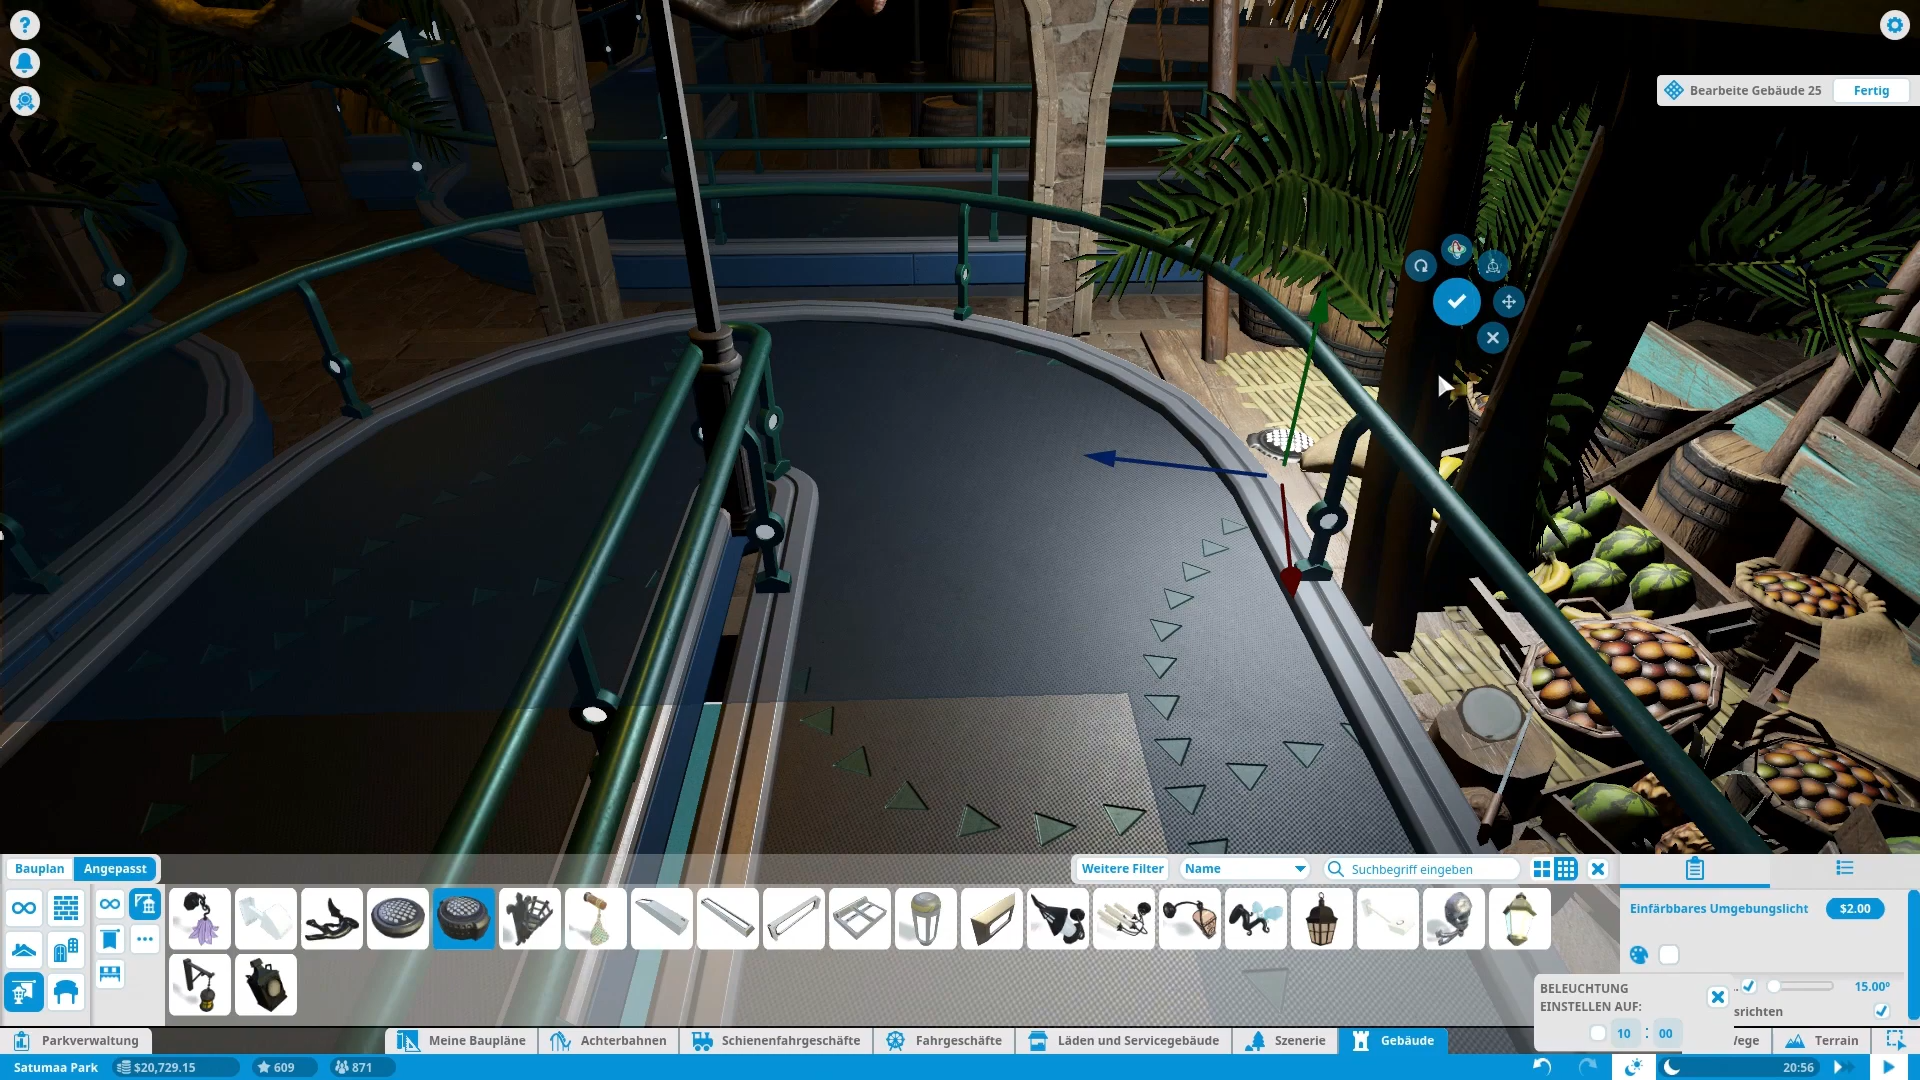 ?
Bearbeite Gebäude 25
Fertig
Bauplan
Angepasst
Weitere Filter
Name
Suchbegriff eingeben
Einfärbbares Umgebungslicht
$2.00
15.00º
srichten
BELEUCHTUNG
EINSTELLEN AUF:
10 : 00
Parkverwaltung
Meine Baupläne
Achterbahnen
Schienenfahrgeschäfte
Fahrgeschäfte
Läden und Servicegebäude
Szenerie
Gebäude
Terrain
Satumaa Park
$20,729.15
609
871
20:56